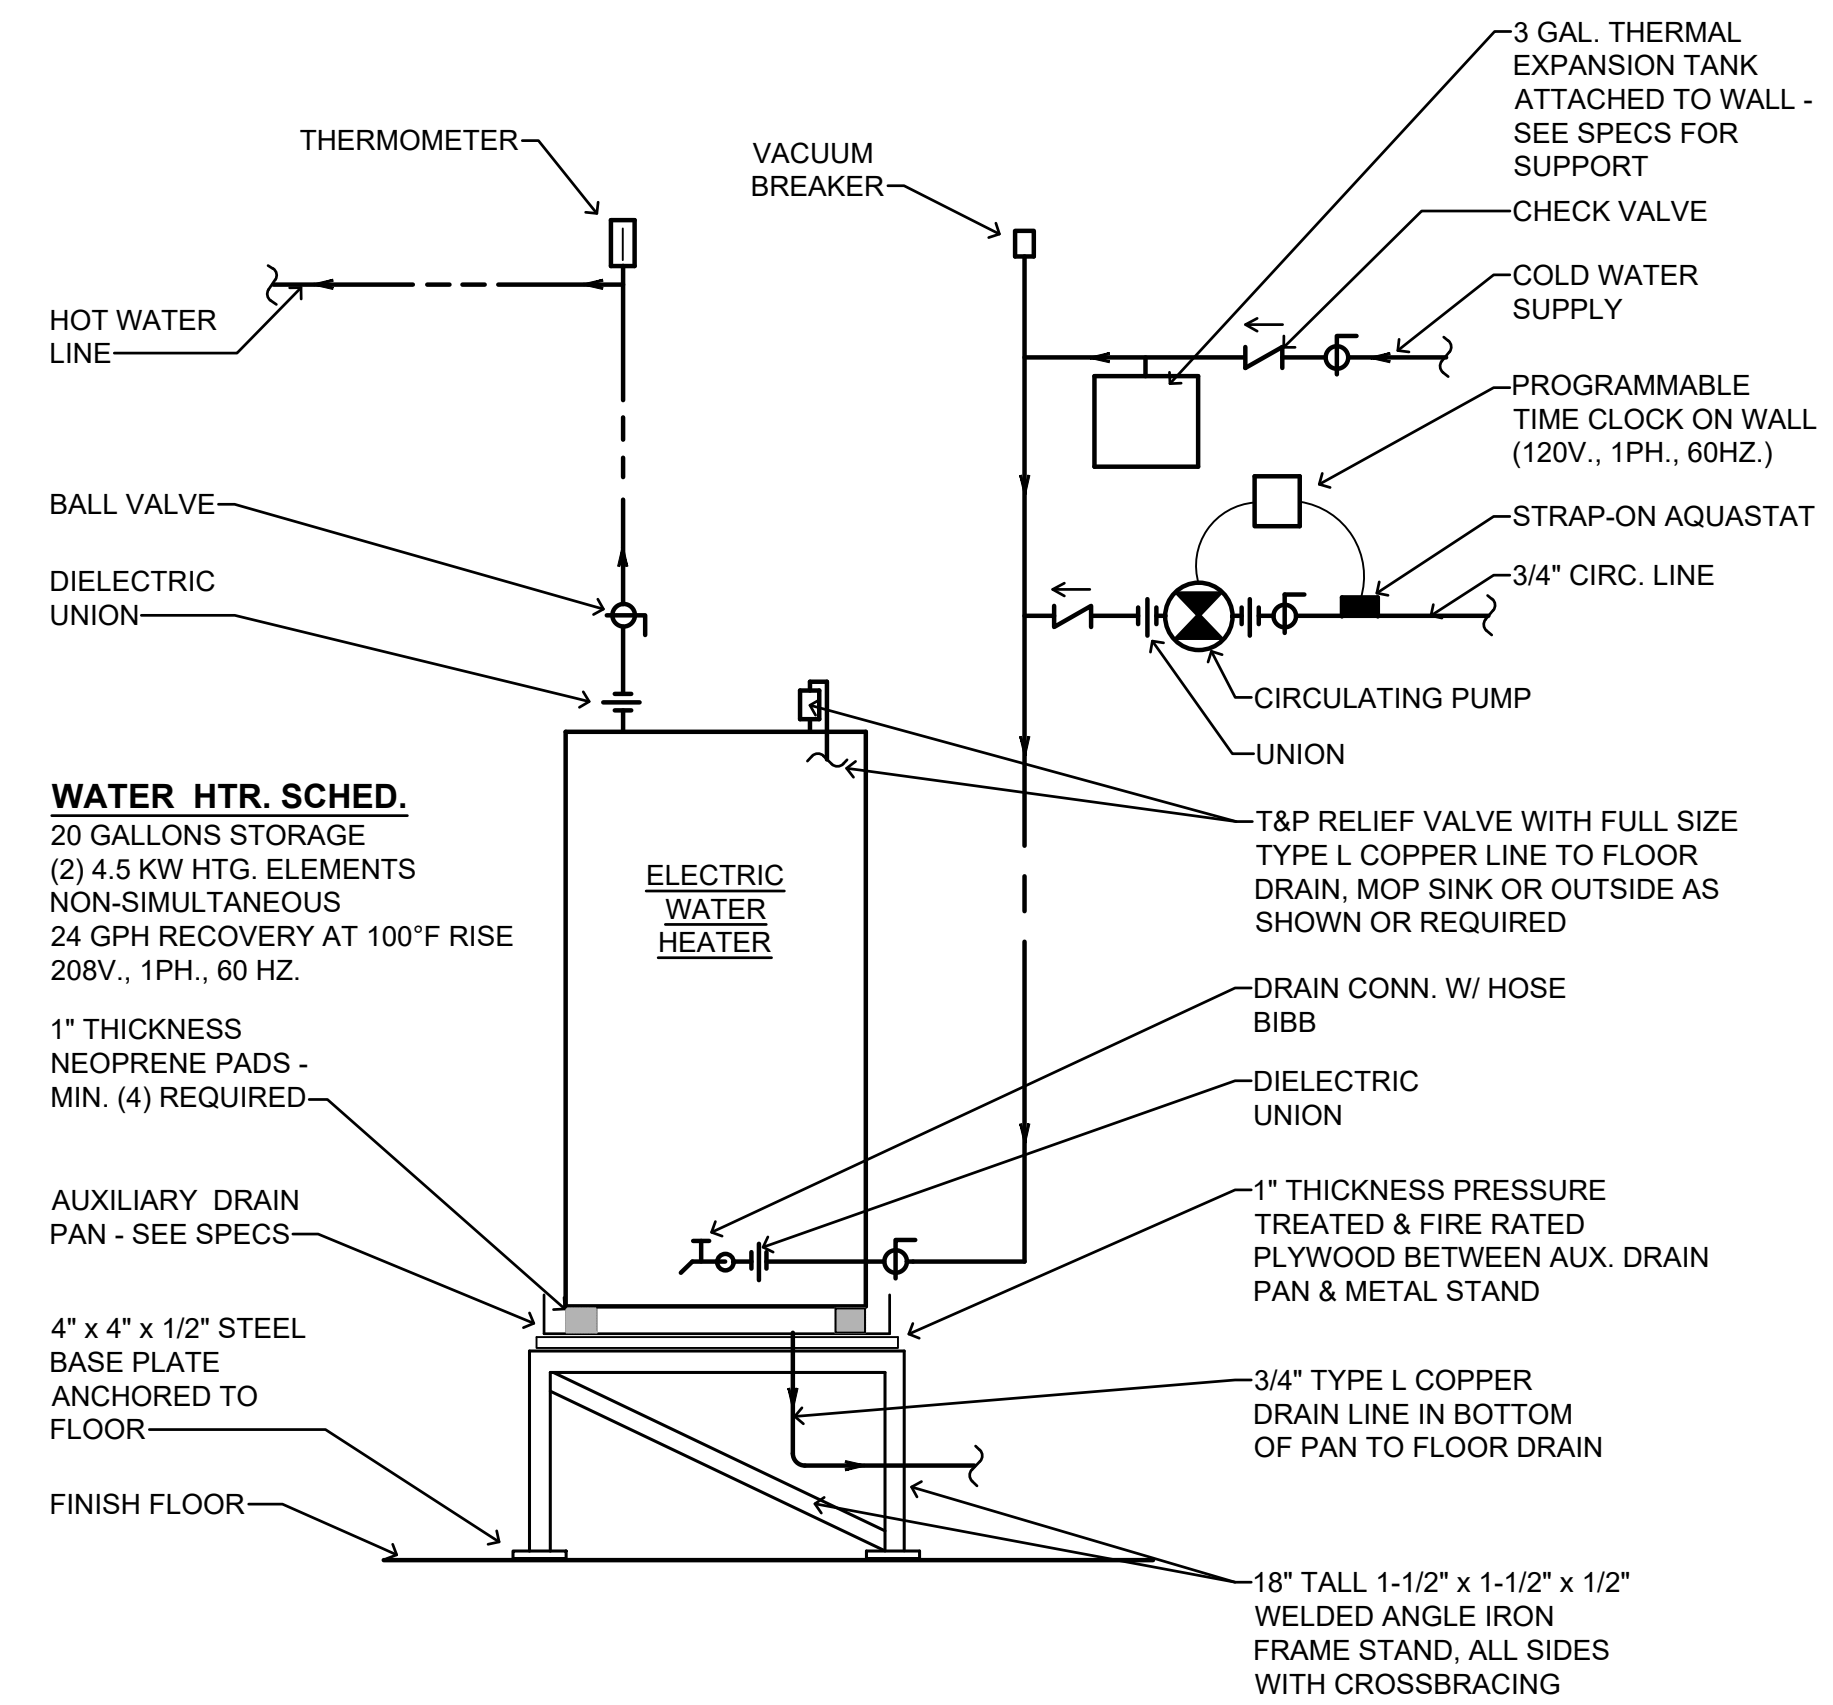 THERMOMETER
VACUUM
BREAKER
3 GAL. THERMAL
EXPANSION TANK
ATTACHED TO WALL -
SEE SPECS FOR
SUPPORT
CHECK VALVE
COLD WATER
SUPPLY
PROGRAMMABLE
TIME CLOCK ON WALL
(120V., 1PH., 60HZ.)
STRAP-ON AQUASTAT
3/4" CIRC. LINE
CIRCULATING PUMP
UNION
HOT WATER
LINE
BALL VALVE
DIELECTRIC
UNION
WATER HTR. SCHED.
20 GALLONS STORAGE
(2) 4.5 KW HTG. ELEMENTS
NON-SIMULTANEOUS
24 GPH RECOVERY AT 100°F RISE
208V., 1PH., 60 HZ.
1" THICKNESS
NEOPRENE PADS -
MIN. (4) REQUIRED
AUXILIARY DRAIN
PAN - SEE SPECS
4" x 4" x 1/2" STEEL
BASE PLATE
ANCHORED TO
FLOOR
FINISH FLOOR
ELECTRIC
WATER
HEATER
T&P RELIEF VALVE WITH FULL SIZE
TYPE L COPPER LINE TO FLOOR
DRAIN, MOP SINK OR OUTSIDE AS
SHOWN OR REQUIRED
DRAIN CONN. W/ HOSE
BIBB
DIELECTRIC
UNION
1" THICKNESS PRESSURE
TREATED & FIRE RATED
PLYWOOD BETWEEN AUX. DRAIN
PAN & METAL STAND
3/4" TYPE L COPPER
DRAIN LINE IN BOTTOM
OF PAN TO FLOOR DRAIN
18" TALL 1-1/2" x 1-1/2" x 1/2"
WELDED ANGLE IRON
FRAME STAND, ALL SIDES
WITH CROSSBRACING